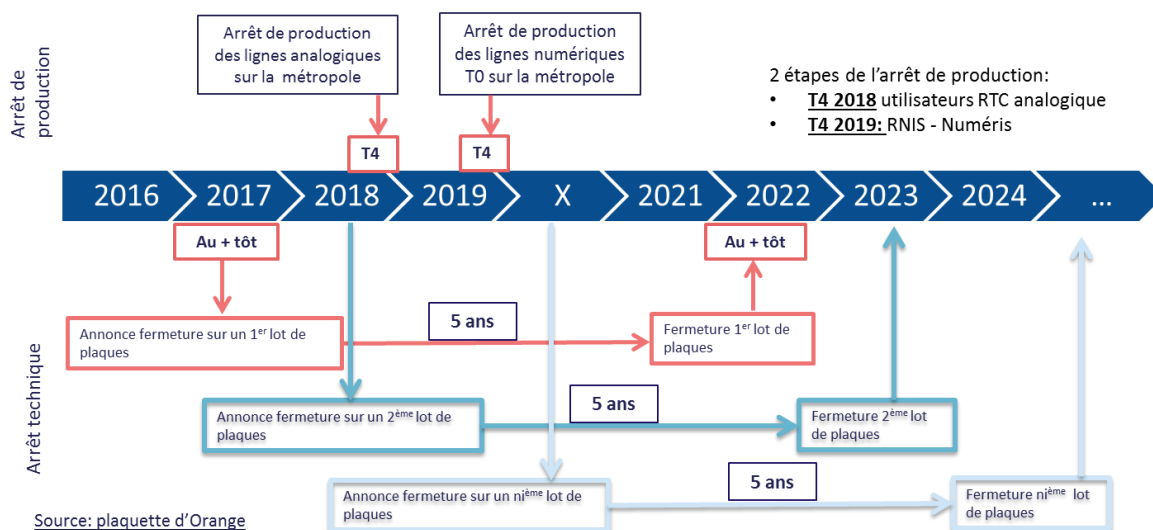 Arrêt de
production
Arrêt de production
des lignes analogiques
sur la métropole
Arrêt de production
des lignes numériques
T0 sur la métropole
2 étapes de l'arrêt de production:
• T4 2018 utilisateurs RTC analogique
• T4 2019: RNIS - Numéris
T4
T4
2016
2017
2018
2019
X
2021
2022
2023
2024
...
Au + tôt
Au + tôt
Arrêt technique
Annonce fermeture sur un 1er lot de
plaques
5 ans
Fermeture 1er lot de
plaques
Annonce fermeture sur un 2ème lot de
plaques
5 ans
Fermeture 2ème lot
de plaques
Annonce fermeture sur un nième lot de
plaques
5 ans
Fermeture nième lot
de plaques
Source: plaquette d'Orange